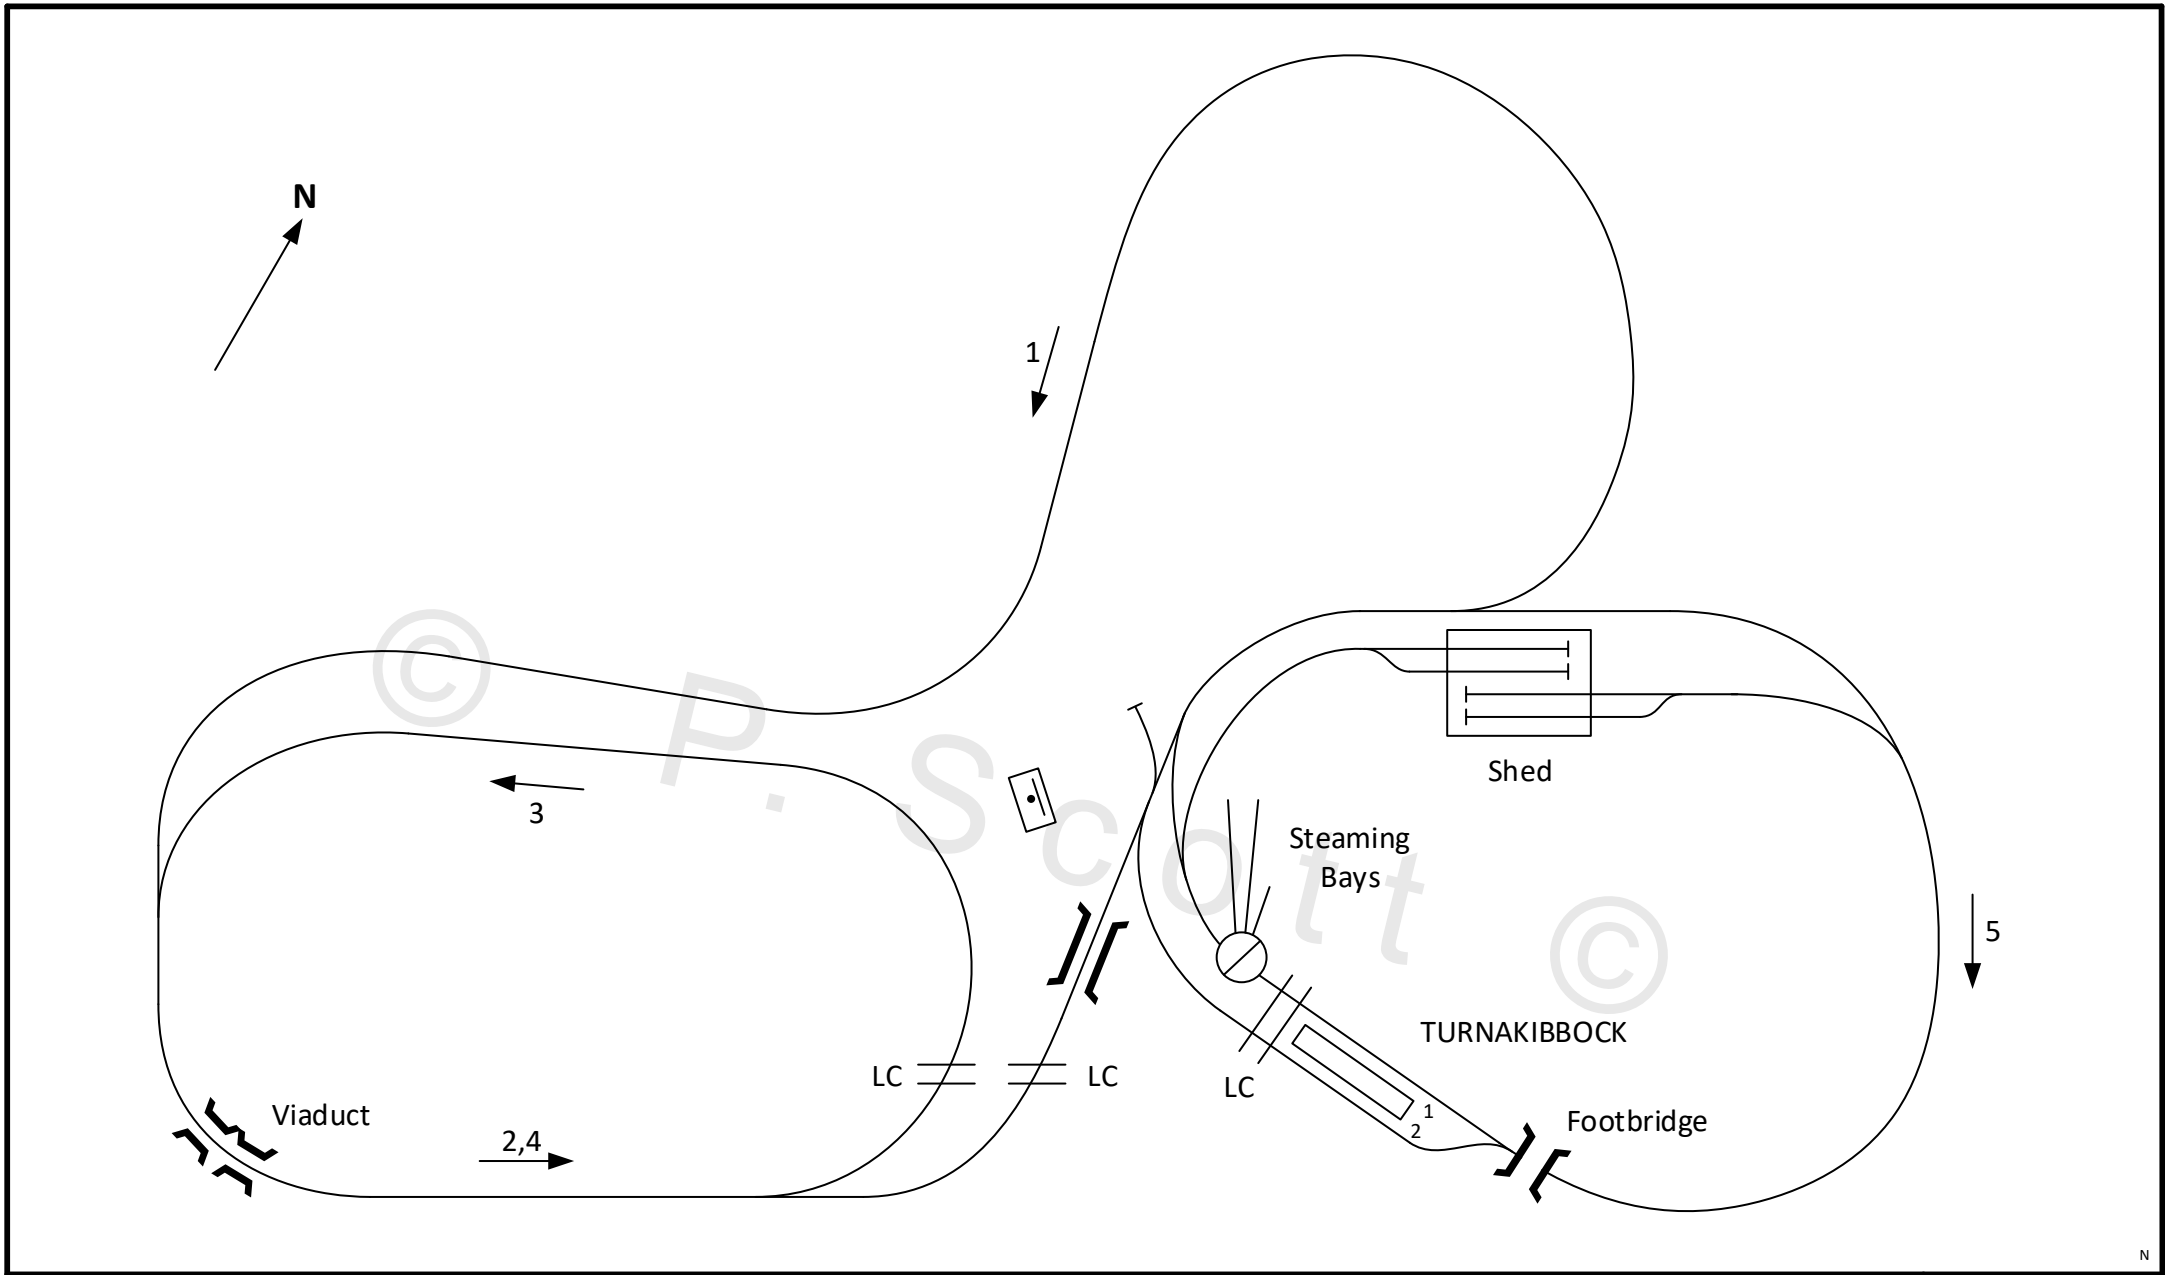 N
1
© P. Scott ©
3
Shed
Steaming
Bays
5
TURNAKIBBOCK
LC
LC
LC
1
2
Viaduct
Footbridge
2,4
N